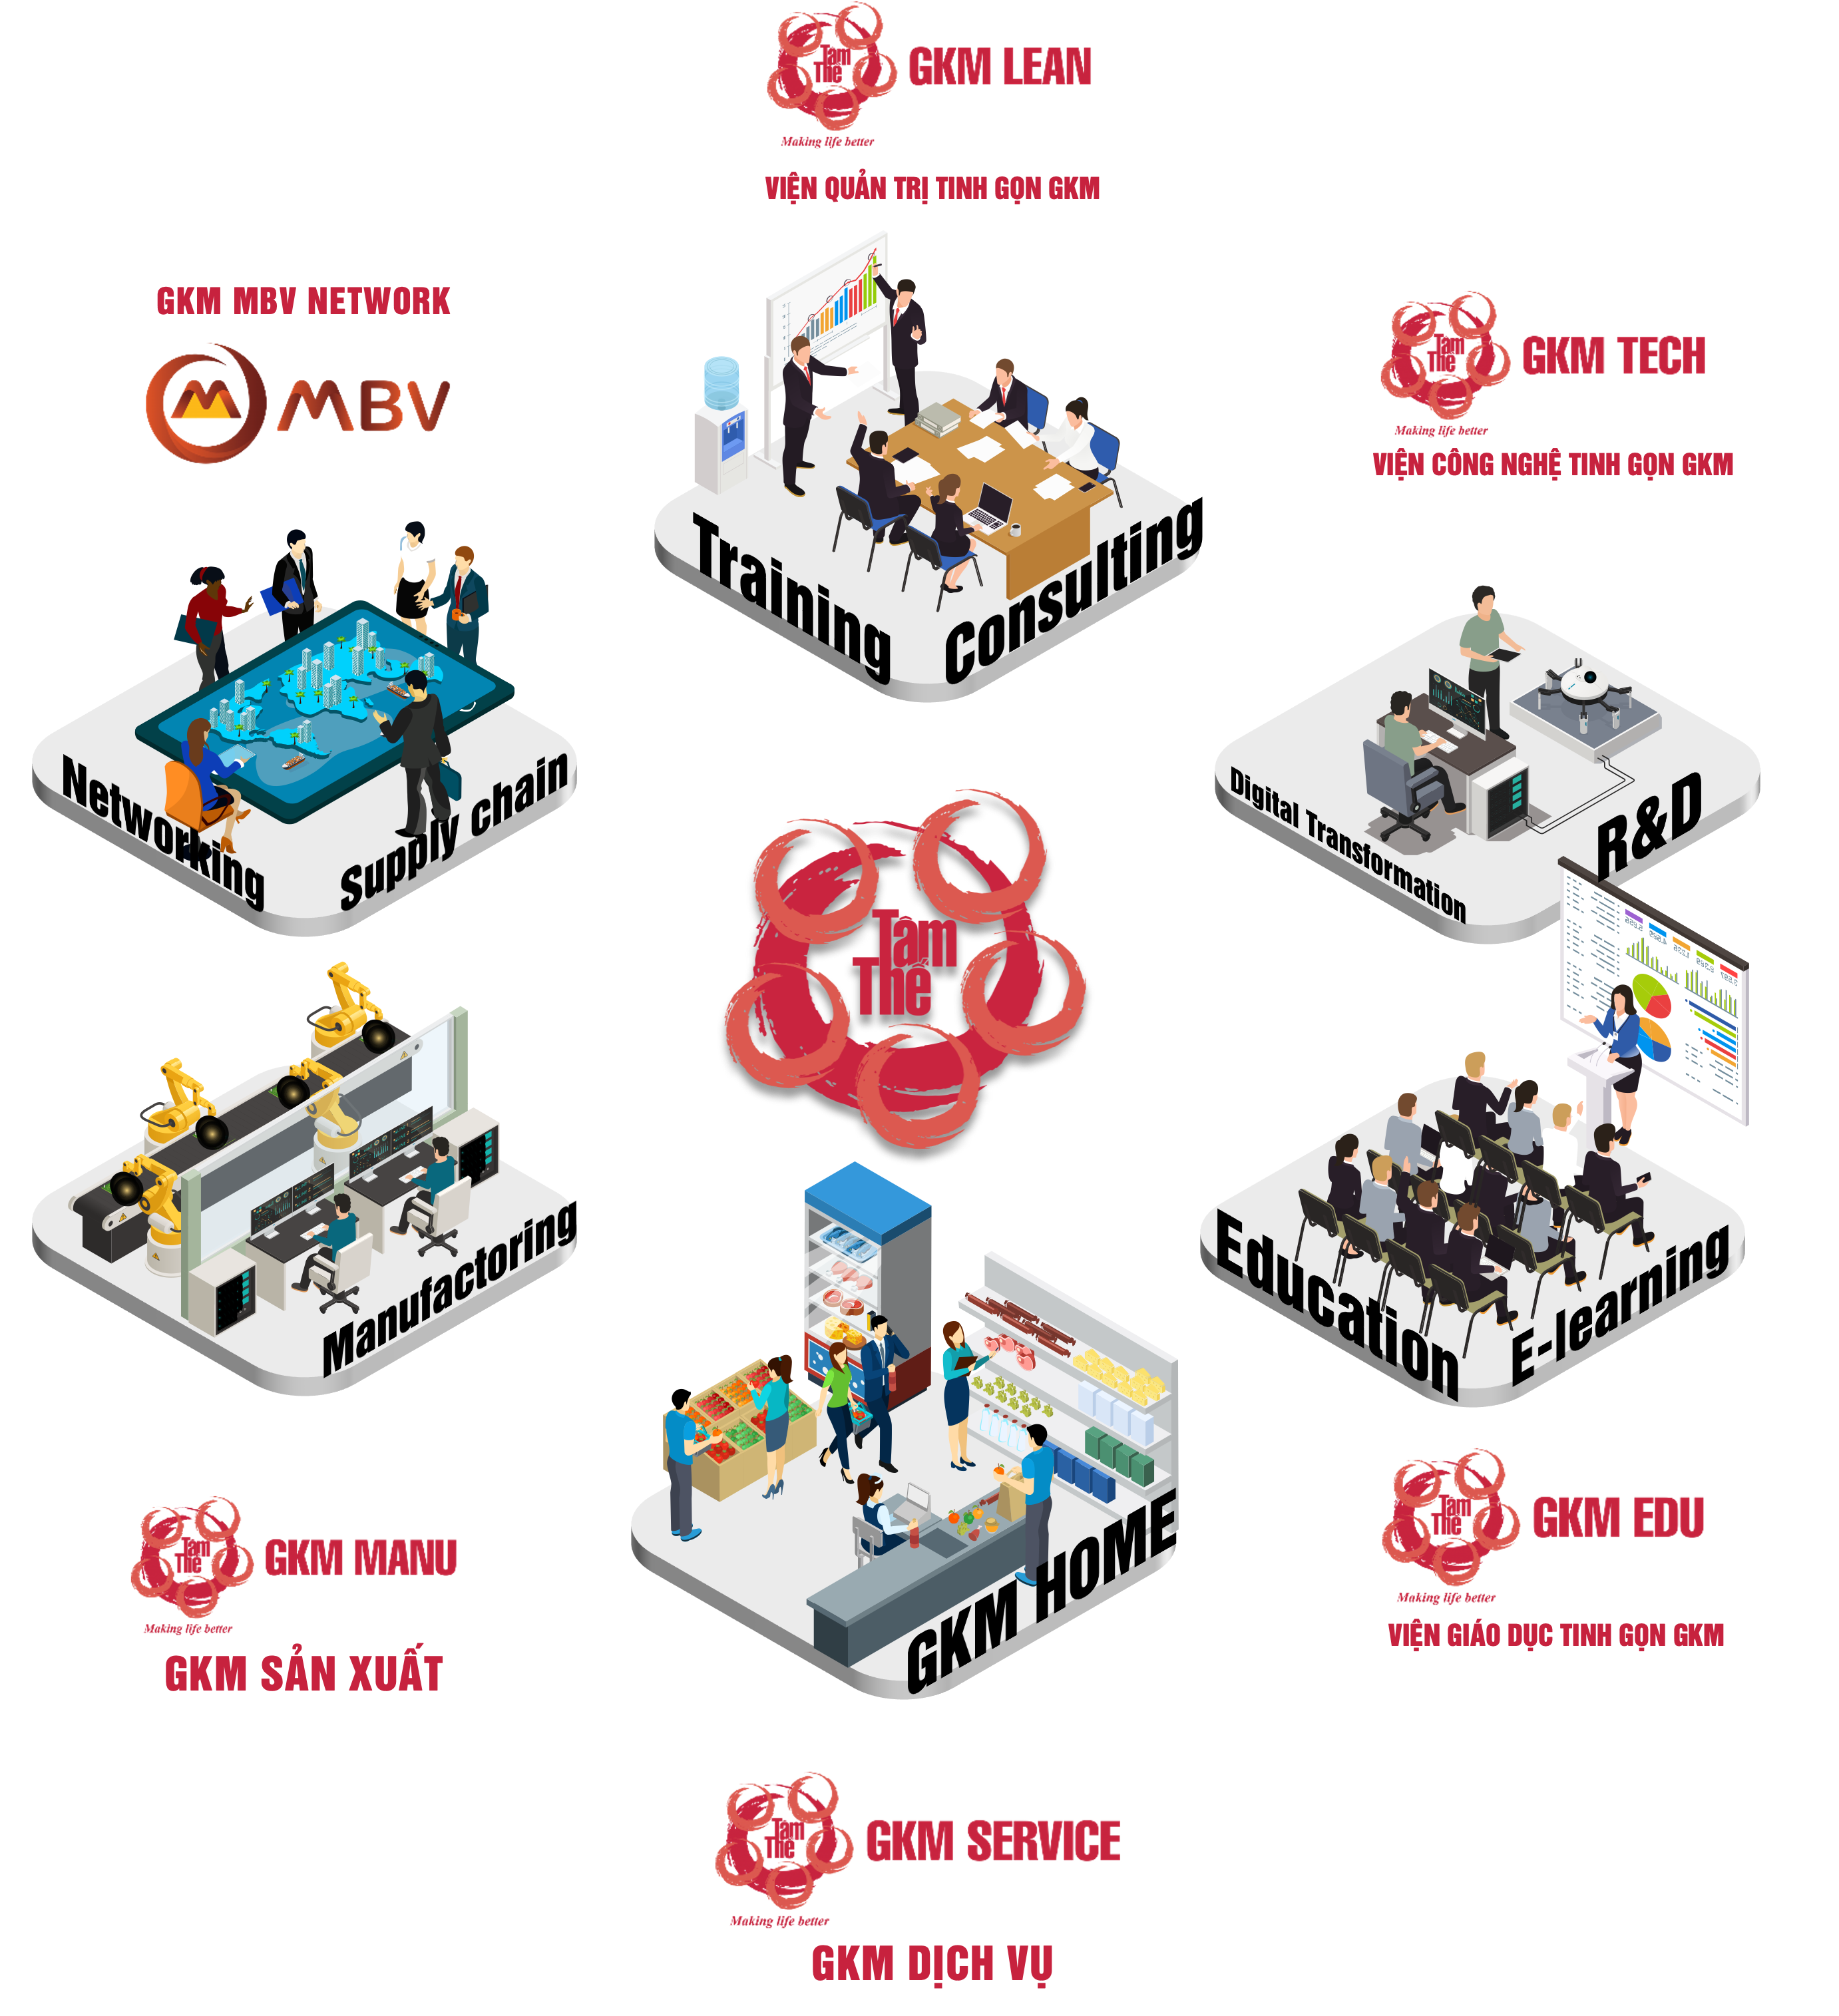 Tâm
Thế
GKM LEAN
Making life better
VIỆN QUẢN TRỊ TINH GỌN GKM
Training
Consulting
GKM MBV NETWORK
M
MBV
Networking
Supply chain
Tâm
Thế
GKM TECH
Making life better
VIỆN CÔNG NGHỆ TINH GỌN GKM
Digital Transformation
R&D
Tâm
Thế
Manufactoring
Tâm
Thế
GKM MANU
Making life better
GKM SẢN XUẤT
GKM HOME
Education
E-learning
Tâm
Thế
GKM EDU
Making life better
VIỆN GIÁO DỤC TINH GỌN GKM
Tâm
Thế
GKM SERVICE
Making life better
GKM DỊCH VỤ